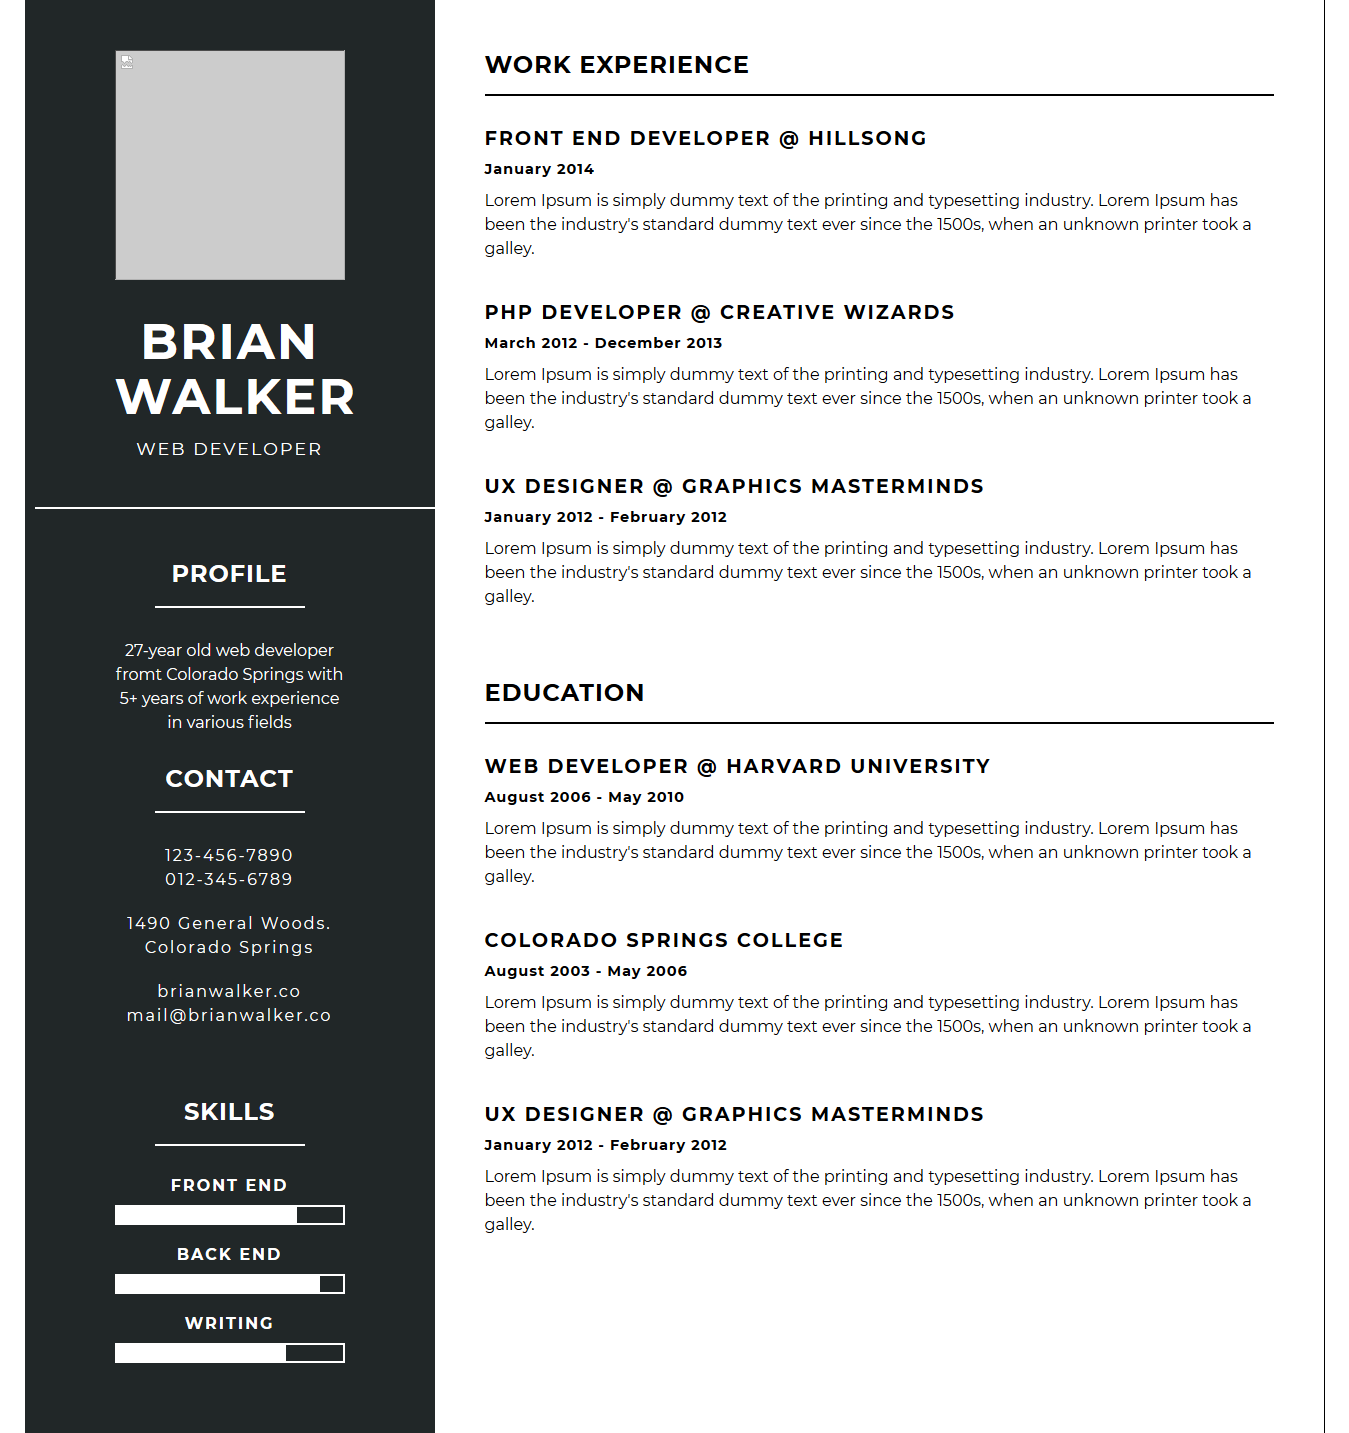 BRIAN
WALKER
WEB DEVELOPER
PROFILE
27-year old web developer
fromt Colorado Springs with
5+ years of work experience
in various fields
CONTACT
123-456-7890
012-345-6789
1490 General Woods.
Colorado Springs
brianwalker.co
mail@brianwalker.co
SKILLS
FRONT END
BACK END
WRITING
WORK EXPERIENCE
FRONT END DEVELOPER @ HILLSONG
January 2014
Lorem Ipsum is simply dummy text of the printing and typesetting industry. Lorem Ipsum has
been the industry's standard dummy text ever since the 1500s, when an unknown printer took a
galley.
PHP DEVELOPER @ CREATIVE WIZARDS
March 2012 - December 2013
Lorem Ipsum is simply dummy text of the printing and typesetting industry. Lorem Ipsum has
been the industry's standard dummy text ever since the 1500s, when an unknown printer took a
galley.
UX DESIGNER @ GRAPHICS MASTERMINDS
January 2012 - February 2012
Lorem Ipsum is simply dummy text of the printing and typesetting industry. Lorem Ipsum has
been the industry's standard dummy text ever since the 1500s, when an unknown printer took a
galley.
EDUCATION
WEB DEVELOPER @ HARVARD UNIVERSITY
August 2006 - May 2010
Lorem Ipsum is simply dummy text of the printing and typesetting industry. Lorem Ipsum has
been the industry's standard dummy text ever since the 1500s, when an unknown printer took a
galley.
COLORADO SPRINGS COLLEGE
August 2003 - May 2006
Lorem Ipsum is simply dummy text of the printing and typesetting industry. Lorem Ipsum has
been the industry's standard dummy text ever since the 1500s, when an unknown printer took a
galley.
UX DESIGNER @ GRAPHICS MASTERMINDS
January 2012 - February 2012
Lorem Ipsum is simply dummy text of the printing and typesetting industry. Lorem Ipsum has
been the industry's standard dummy text ever since the 1500s, when an unknown printer took a
galley.